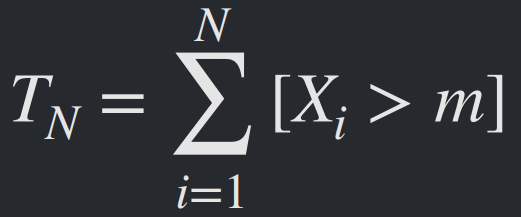 T_N = \sum_{i=1}^{N} [X_i > m]